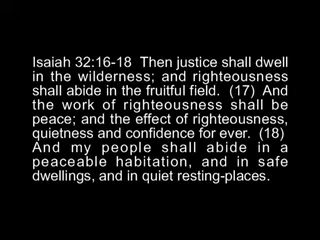 Isaiah 32:16-18 Then justice shall dwell
in the wilderness; and righteousness
shall abide in the fruitful field. (17) And
the work of righteousness shall be
peace; and the effect of righteousness,
quietness and confidence for ever. (18)
And my people shall abide in a
peaceable habitation, and in safe
dwellings, and in quiet resting-places.